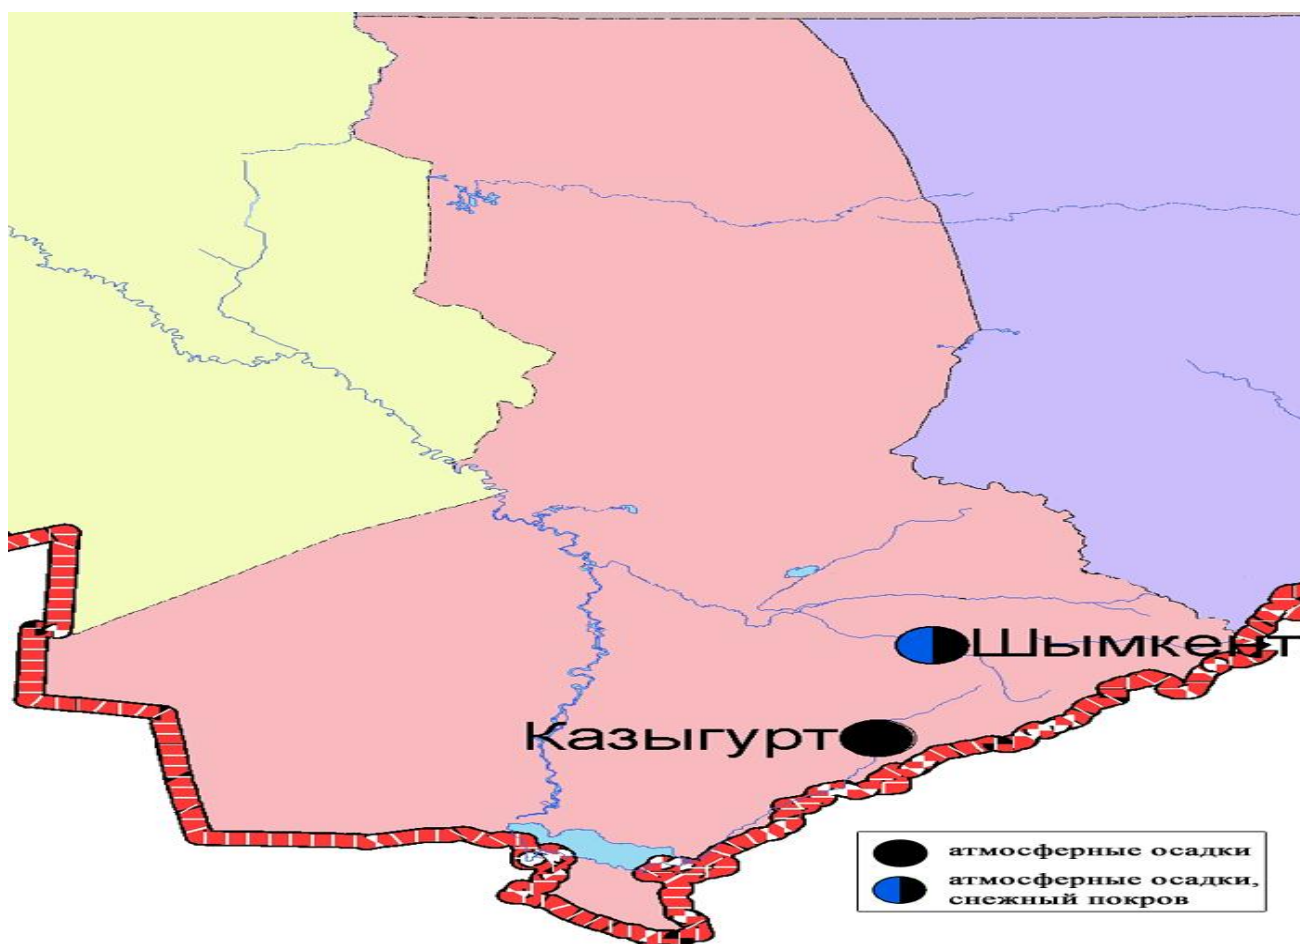 Шымкент
Казыгурт
атмосферные осадки
атмосферные осадки,
снежный покров